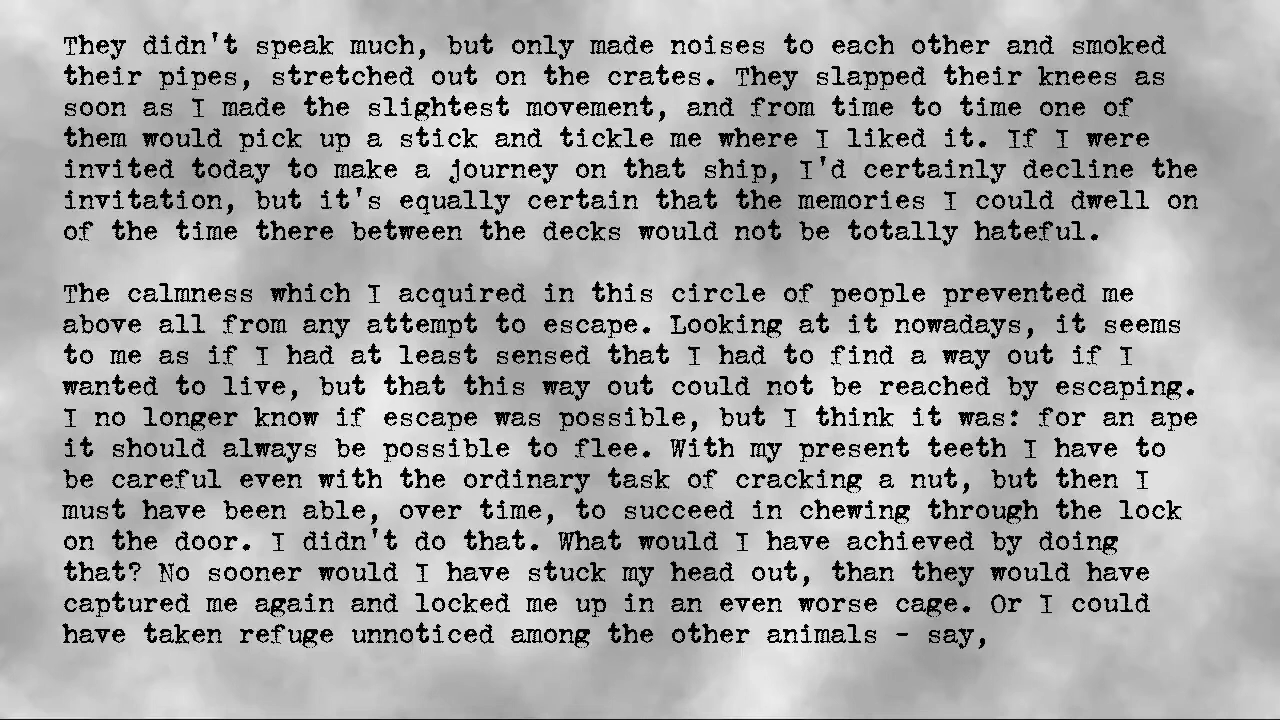 They didn't speak much, but only made noises to each other and smoked
their pipes, stretched out on the crates. They slapped their knees as
soon as I made the slightest movement, and from time to time one of
them would pick up a stick and tickle me where I liked it. If I were
invited today to make a journey on that ship, I'd certainly decline the
invitation, but it's equally certain that the memories I could dwell on
of the time there between the decks would not be totally hateful.

The calmness which I acquired in this circle of people prevented me
above all from any attempt to escape. Looking at it nowadays, it seems
to me as if I had at least sensed that I had to find a way out if I
wanted to live, but that this way out could not be reached by escaping.
I no longer know if escape was possible, but I think it was: for an ape
it should always be possible to flee. With my present teeth I have to
be careful even with the ordinary task of cracking a nut, but then I
must have been able, over time, to succeed in chewing through the lock
on the door. I didn't do that. What would I have achieved by doing
that? No sooner would I have stuck my head out, than they would have
captured me again and locked me up in an even worse cage. Or I could
have taken refuge unnoticed among the other animals - say,